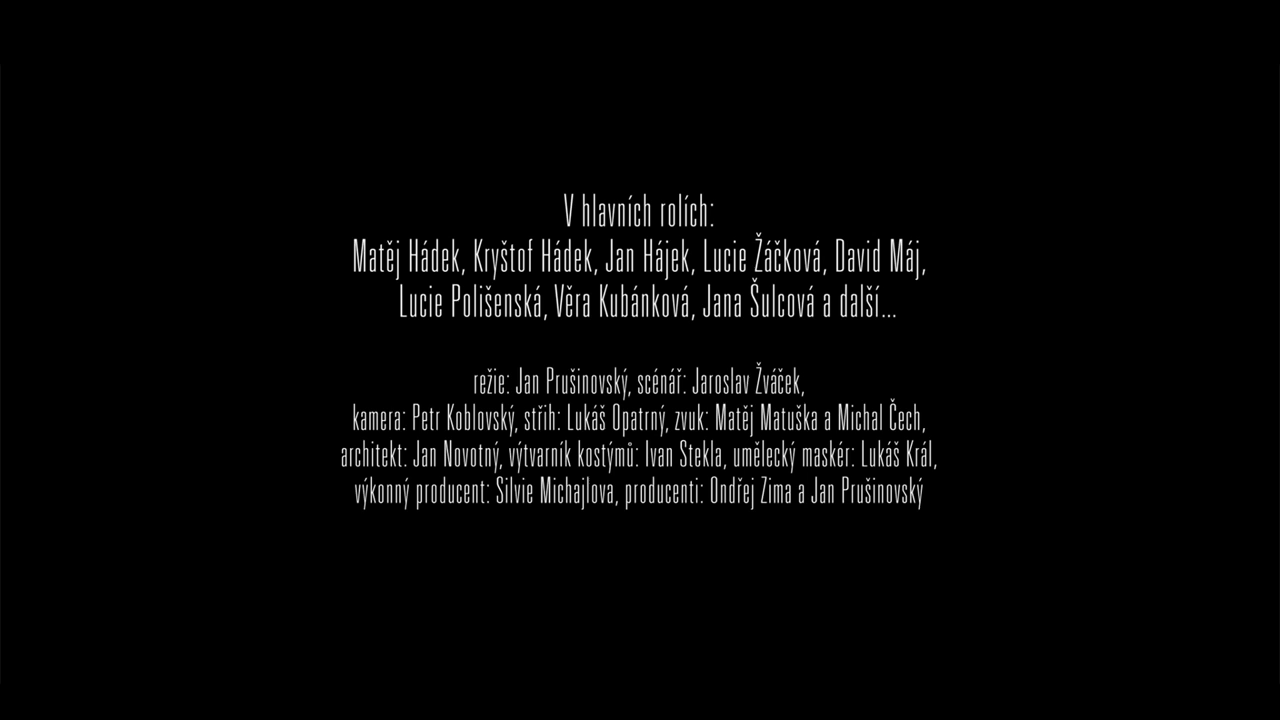 V hlavních rolích:
Matěj Hádek, Kryštof Hádek, Jan Hájek, Lucie Žáčková, David Máj,
Lucie Polišenská, Věra Kubánková, Jana Šulcová a další...
režie: Jan Prušinovský, scénář: Jaroslav Žváček,
kamera: Petr Koblovský, střih: Lukáš Opatrný, zvuk: Matěj Matuška a Michal Čech,
architekt: Jan Novotný, výtvarník kostýmů: Ivan Stekla, umělecký maskér: Lukáš Král,
výkonný producent: Silvie Michajlova, producenti: Ondřej Zima a Jan Prušinovský